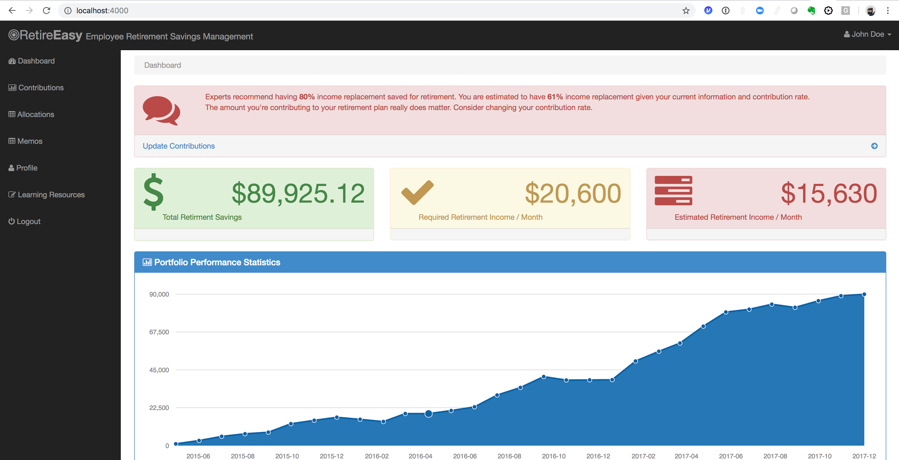 localhost:4000
RetireEasy Employee Retirement Savings Management
John Doe
Dashboard
Contributions
Allocations
Memos
Profile
Learning Resources
Logout
Dashboard
Experts recommend having 80% income replacement saved for retirement. You are estimated to have 61% income replacement given your current information and contribution rate.
The amount you're contributing to your retirement plan really does matter. Consider changing your contribution rate.
Update Contributions
$89,925.12
Total Retirment Savings
$20,600
Required Retirement Income / Month
$15,630
Estimated Retirement Income / Month
Portfolio Performance Statistics
90,000
67,500
45,000
22,500
0
2015-06 2015-08 2015-10 2015-12 2016-02 2016-04 2016-06 2016-08 2016-10 2016-12 2017-02 2017-04 2017-06 2017-08 2017-10 2017-12